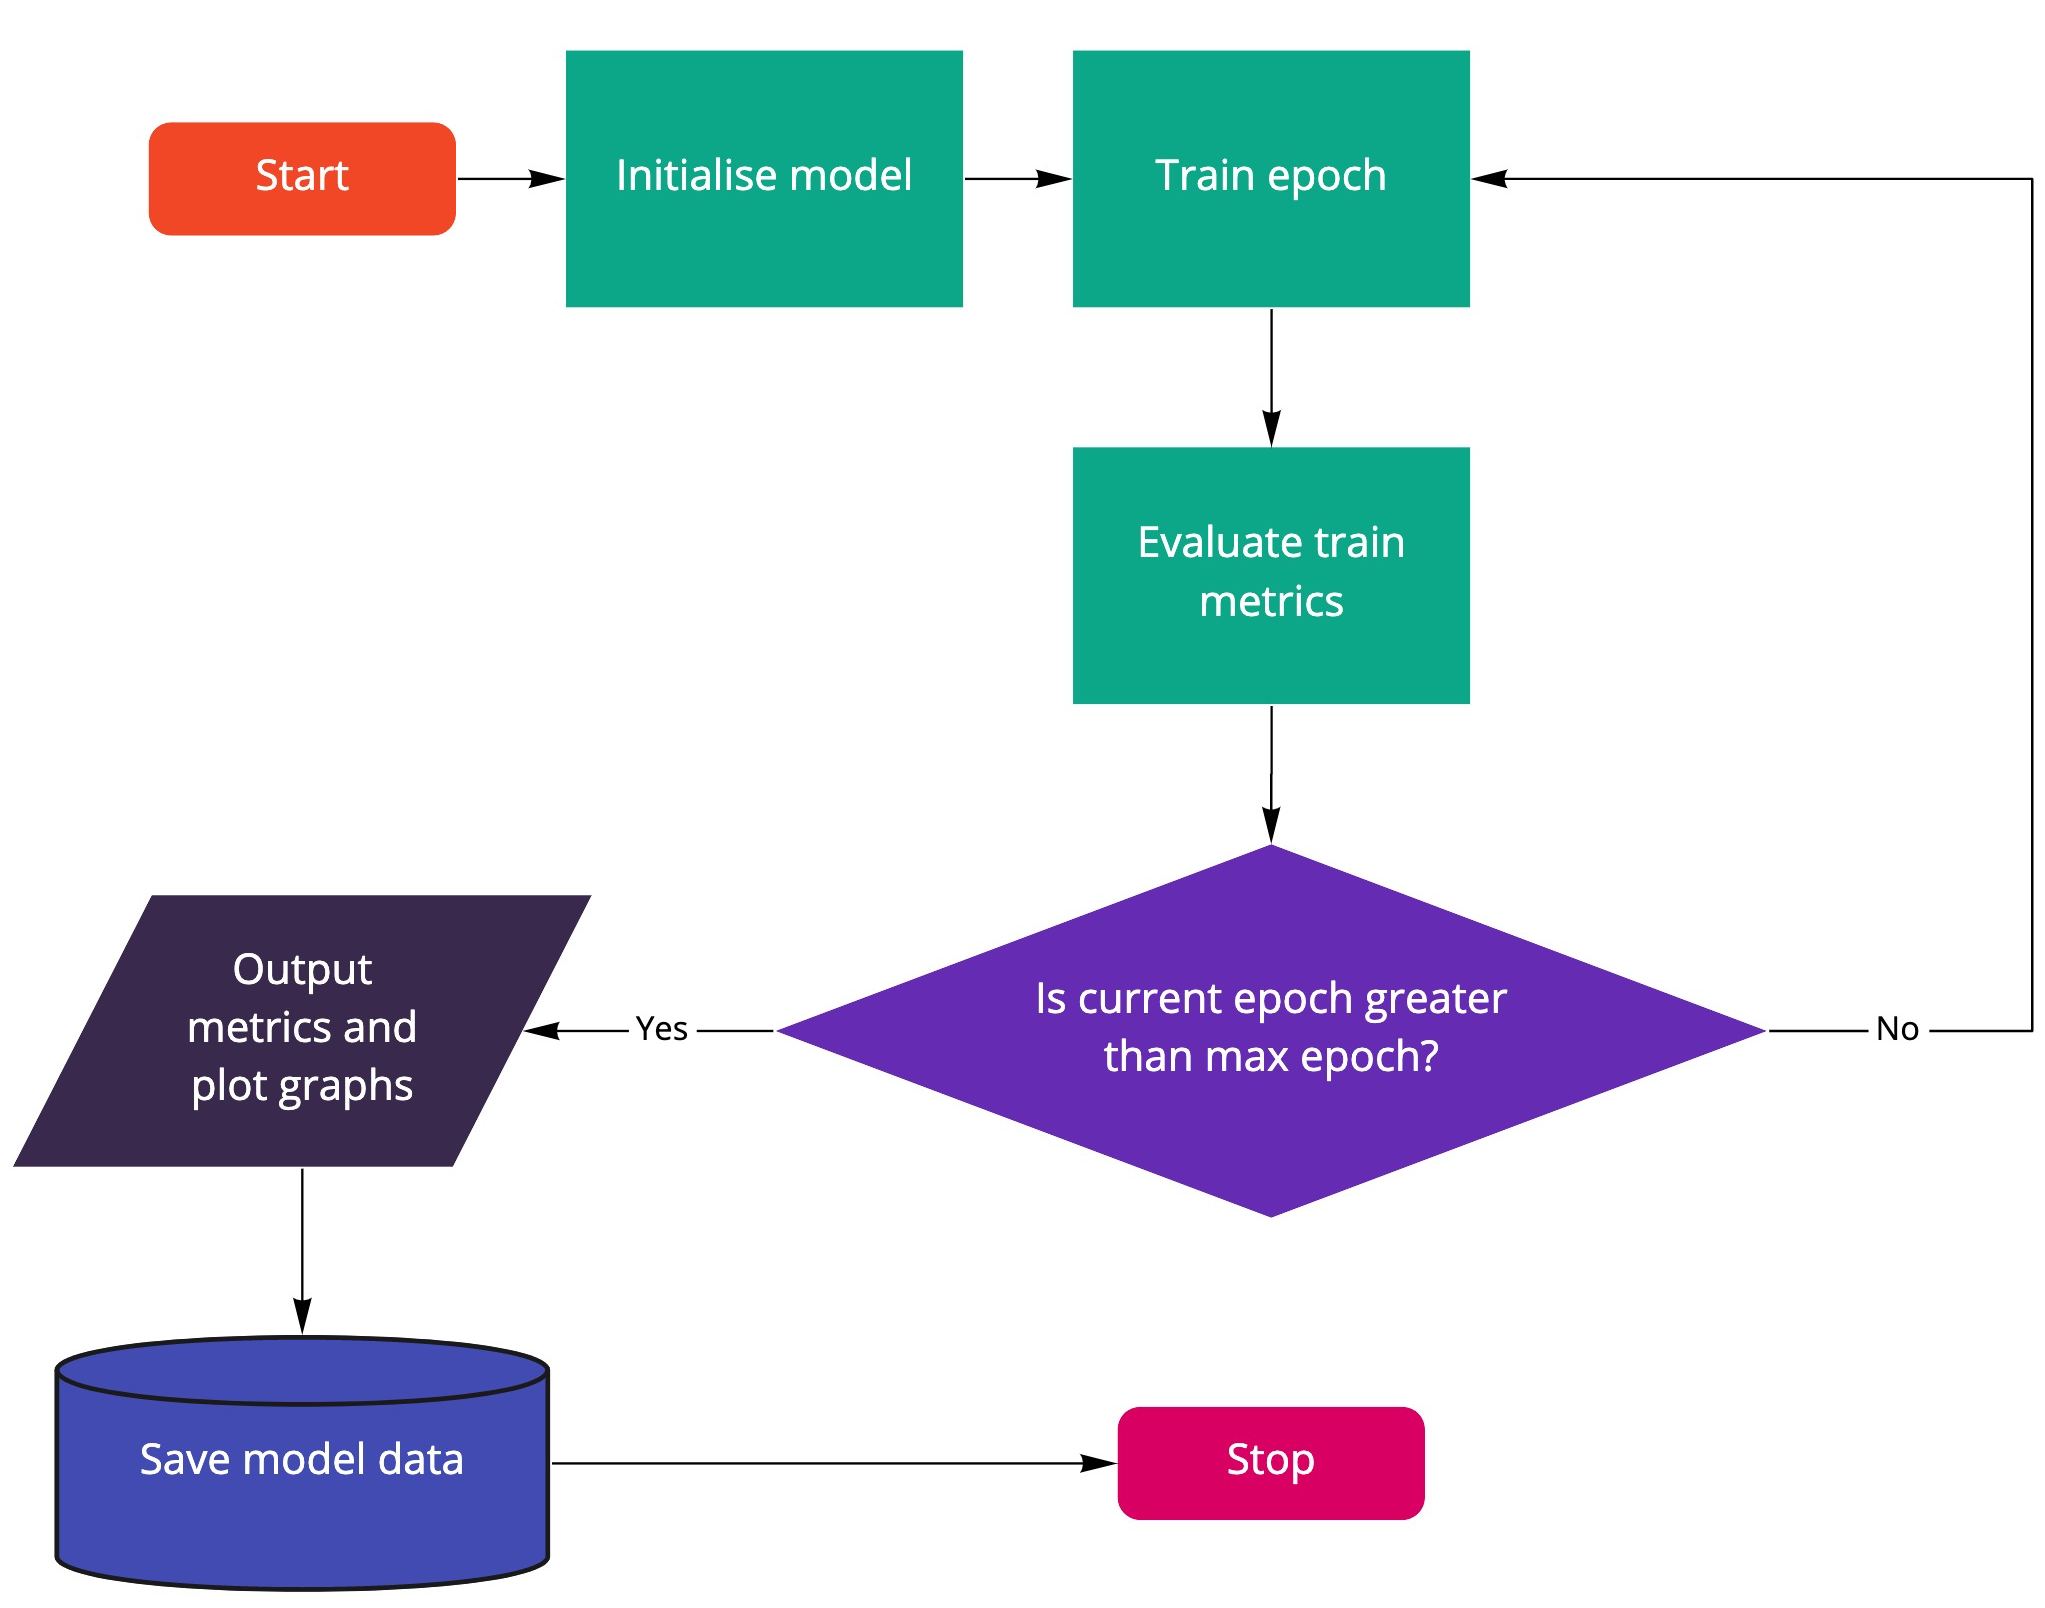 Start
Initialise model
Train epoch
Evaluate train
metrics
Is current epoch greater
than max epoch?
Yes
No
Output
metrics and
plot graphs
Save model data
Stop